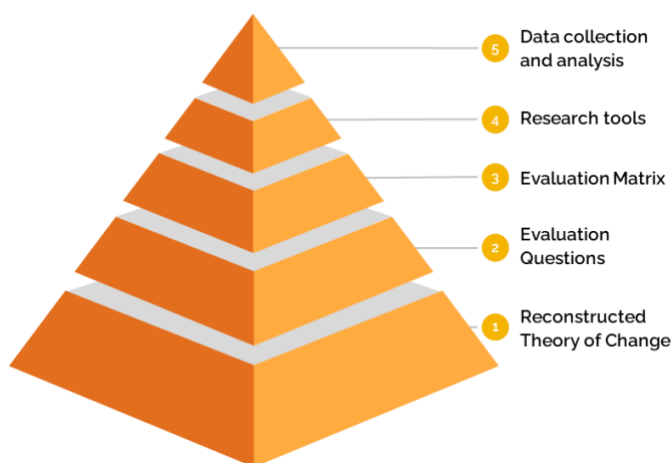 5 Data collection
and analysis
4 Research tools
3 Evaluation Matrix
2 Evaluation
Questions
1 Reconstructed
Theory of Change